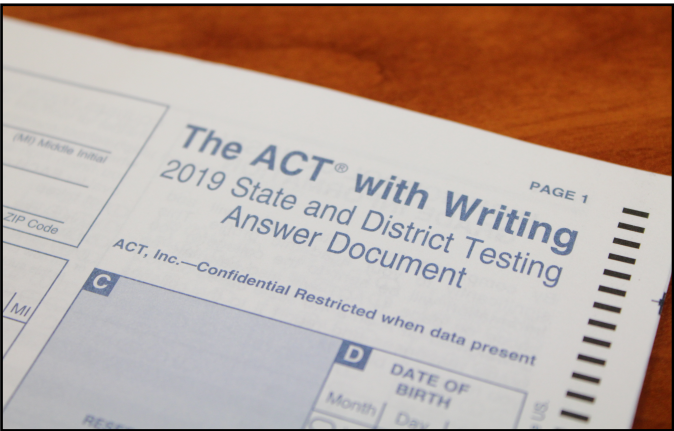 PAGE 1
The ACT® with Writing
2019 State and District Testing
Answer Document
ACT, Inc.—Confidential Restricted when data present
(MI) Middle Initial
ZIP Code
MI
C
D
DATE OF
BIRTH
Month
Day
US.